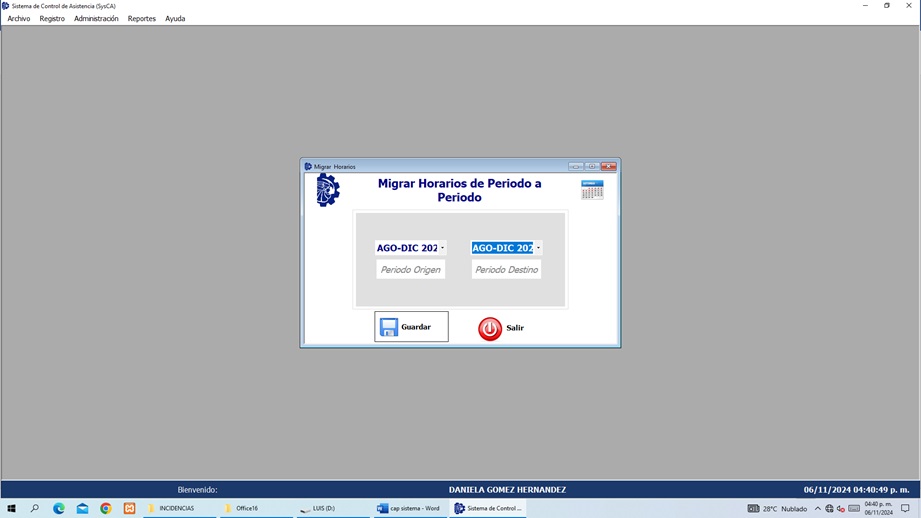 Sistema de Control de Asistencia (SysCA)
Archivo Registro Administración Reportes Ayuda
Migrar Horarios
Migrar Horarios de Periodo a
Periodo
AGO-DIC 202 AGO-DIC 202
Periodo Origen Periodo Destino
Guardar Salir
Bienvenido: DANIELA GOMEZ HERNANDEZ 06/11/2024 04:40:49 p. m.
INCIDENCIAS Office16 LUIS (D:) cap sistema - Word Sistema de Control ... 28°C Nublado 04:40 p. m.
06/11/2024